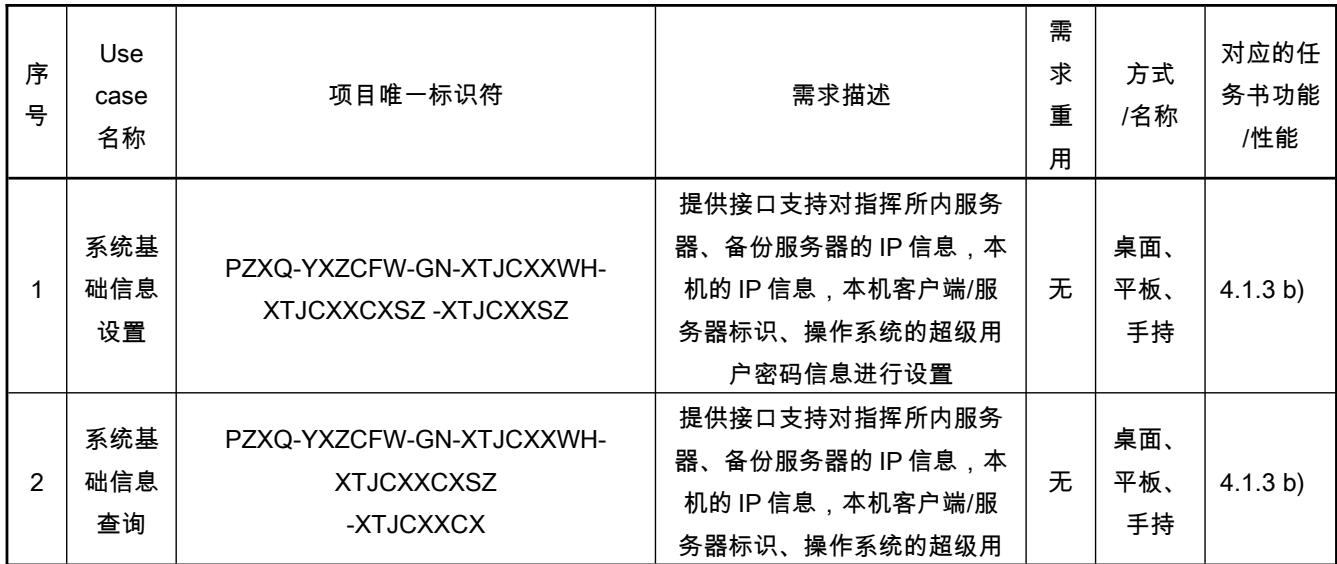 序
号
Use
case
名称
项目唯一标识符
需求描述
需
求
重
用
方式
/名称
对应的任
务书功能
/性能
1
系统基
础信息
设置
PZXQ-YXZCFW-GN-XTJCXXWH-
XTJCXXCXSZ -XTJCXXSZ
提供接口支持对指挥所内服务
器、备份服务器的 IP 信息，本
机的 IP 信息，本机客户端/服
务器标识、操作系统的超级用
户密码信息进行设置
无
桌面、
平板、
手持
4.1.3 b)
2
系统基
础信息
查询
PZXQ-YXZCFW-GN-XTJCXXWH-
XTJCXXCXSZ
-XTJCXXCX
提供接口支持对指挥所内服务
器、备份服务器的 IP 信息，本
机的 IP 信息，本机客户端/服
务器标识、操作系统的超级用
无
桌面、
平板、
手持
4.1.3 b)